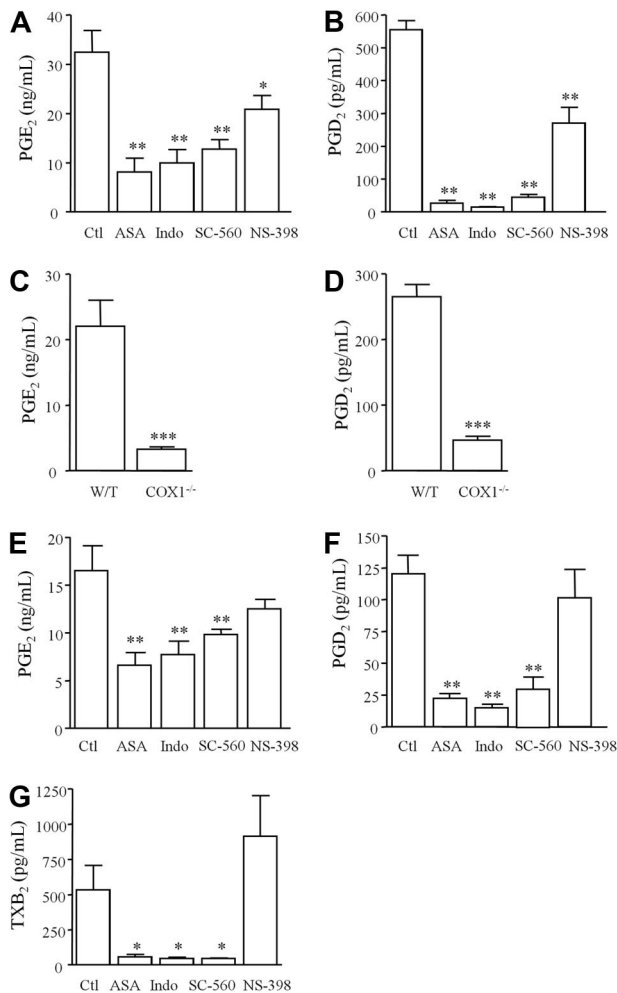 A
PGE2 (ng/mL)
40
30
20
10
0
** ** ** *
Ctl ASA Indo SC-560 NS-398
B
PGD2 (pg/mL)
600
500
400
300
200
100
0
** ** ** **
Ctl ASA Indo SC-560 NS-398
C
PGE2 (ng/mL)
30
20
10
0
***
W/T COX1-/-
D
PGD2 (pg/mL)
300
200
100
0
***
W/T COX1-/-
E
PGE2 (ng/mL)
20
15
10
5
0
** ** **
Ctl ASA Indo SC-560 NS-398
F
PGD2 (pg/mL)
150
125
100
75
50
25
0
** ** **
Ctl ASA Indo SC-560 NS-398
G
TXB2 (pg/mL)
1250
1000
750
500
250
0
* * *
Ctl ASA Indo SC-560 NS-398